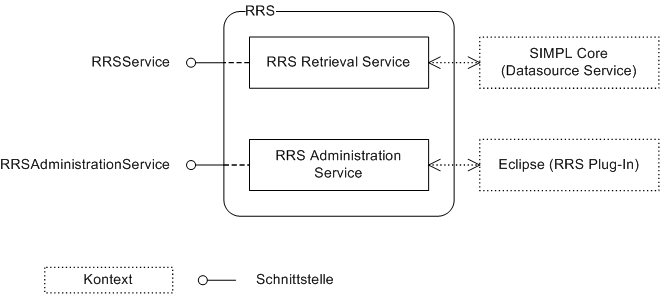 RRS
RRSService
RRS Retrieval Service
SIMPL Core
(Datasource Service)
RRSAdministrationService
RRS Administration
Service
Eclipse (RRS Plug-In)
Kontext
Schnittstelle